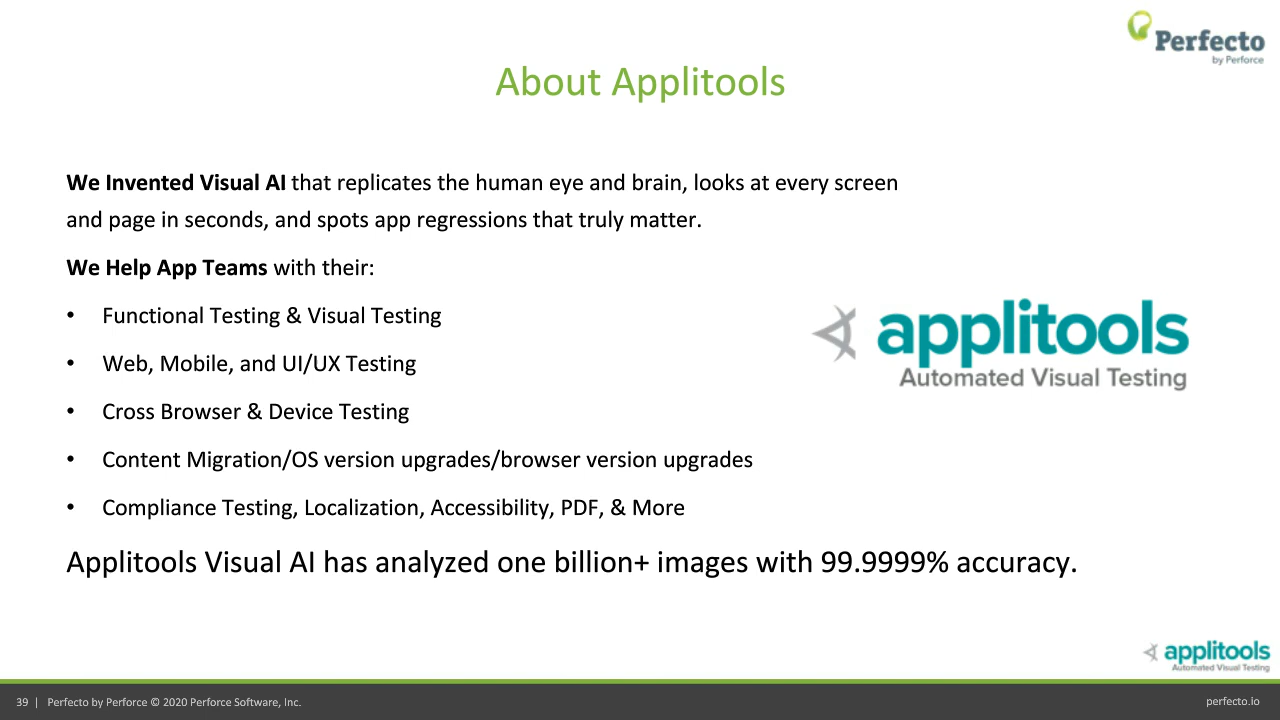 Perfecto
by Perforce
About Applitools
We Invented Visual AI that replicates the human eye and brain, looks at every screen
and page in seconds, and spots app regressions that truly matter.
We Help App Teams with their:
• Functional Testing & Visual Testing
• Web, Mobile, and UI/UX Testing
• Cross Browser & Device Testing
• Content Migration/OS version upgrades/browser version upgrades
• Compliance Testing, Localization, Accessibility, PDF, & More
applitools
Automated Visual Testing
Applitools Visual AI has analyzed one billion+ images with 99.9999% accuracy.
applitools
Automated Visual Testing
39 | Perfecto by Perforce © 2020 Perforce Software, Inc.
perfecto.io